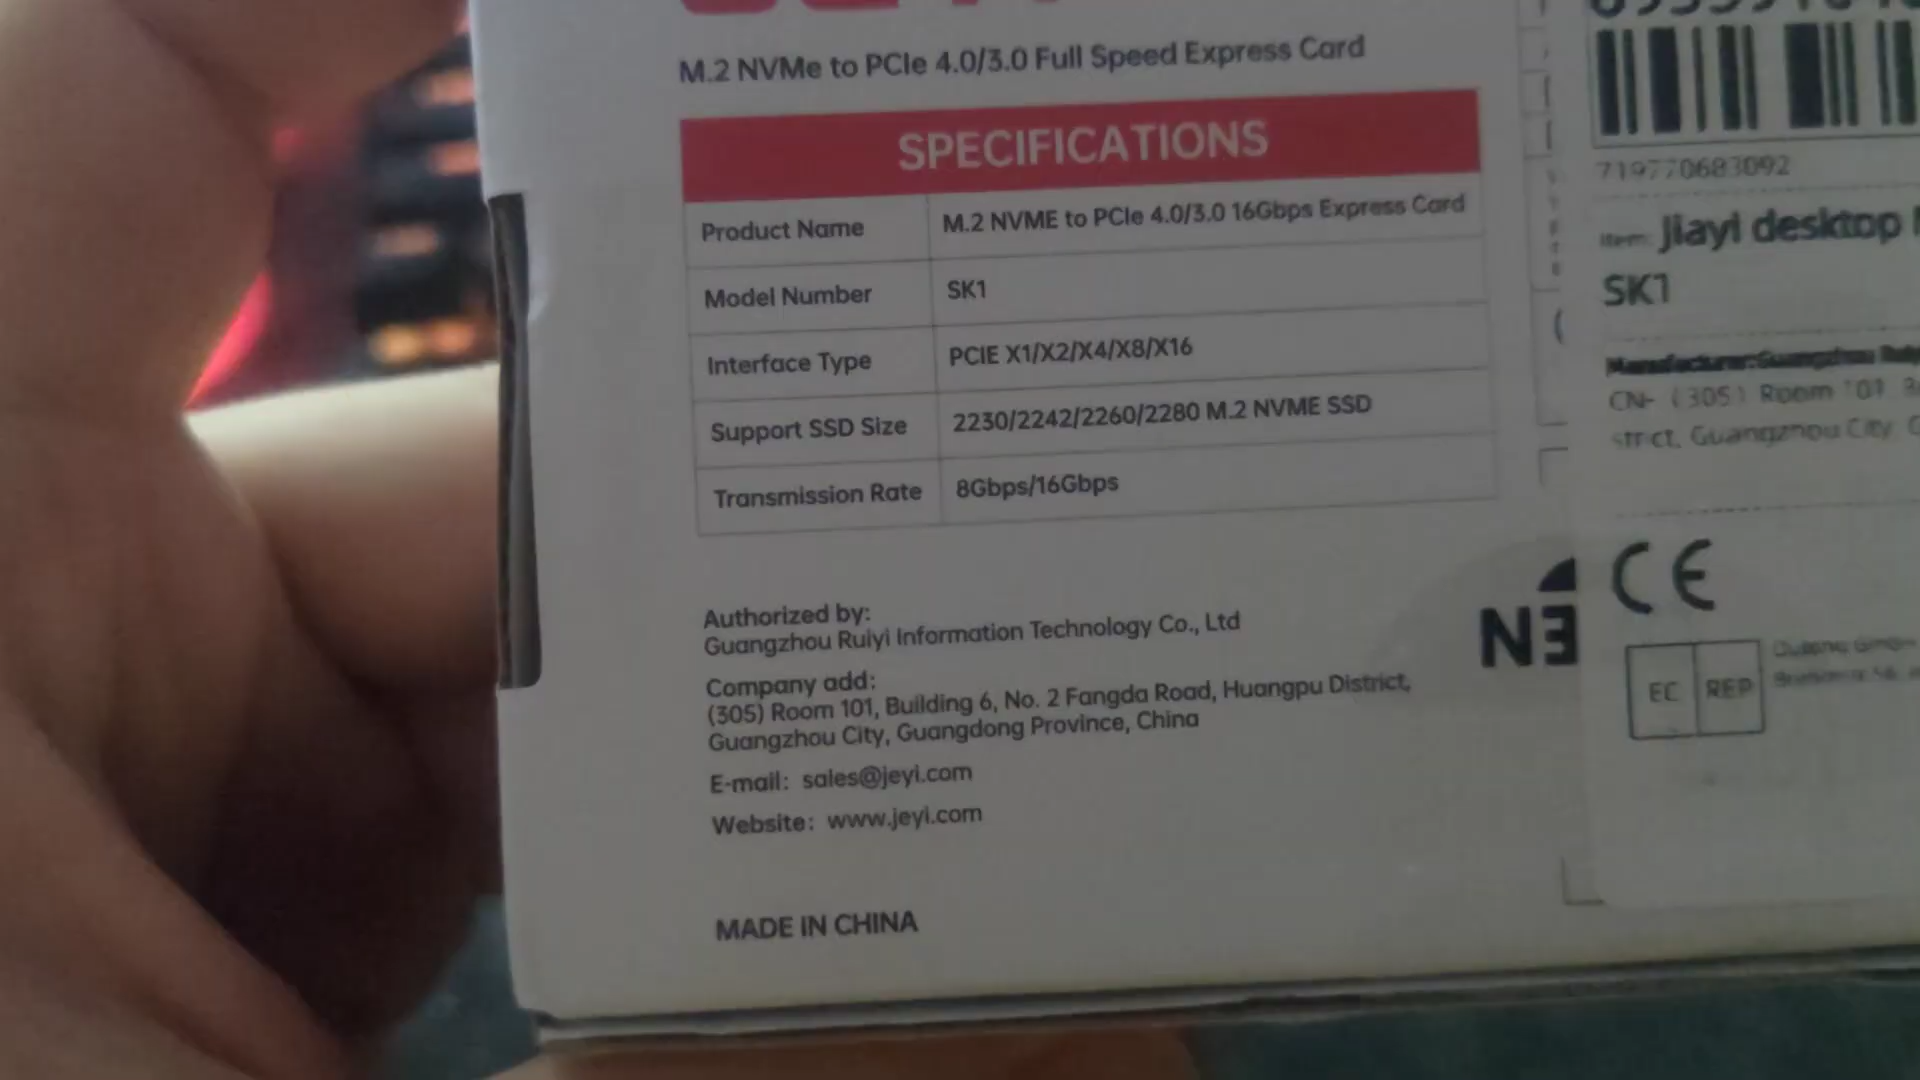 M.2 NVMe to PCIe 4.0/3.0 Full Speed Express Card
SPECIFICATIONS
Product Name M.2 NVME to PCIe 4.0/3.0 16Gbps Express Card
Model Number SK1
Interface Type PCIE X1/X2/X4/X8/X16
Support SSD Size 2230/2242/2260/2280 M.2 NVME SSD
Transmission Rate 8Gbps/16Gbps
Authorized by:
Guangzhou Ruiyi Information Technology Co., Ltd
Company add:
(305) Room 101, Building 6, No. 2 Fangda Road, Huangpu District,
Guangzhou City, Guangdong Province, China
E-mail: sales@jeyi.com
Website: www.jeyi.com
MADE IN CHINA
719770683092
Item: Jiayi desktop
SK1
Manufacturer:Guangzhou
CN- (305) Room 101
strict, Guangzhou City
CE
EC REP